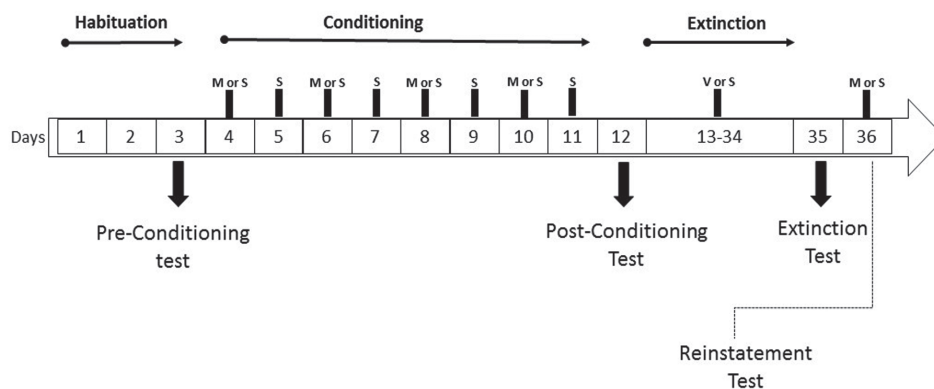 Habituation Conditioning Extinction
M or S S M or S S M or S S M or S S V or S M or S
Days 1 2 3 4 5 6 7 8 9 10 11 12 13-34 35 36
Pre-Conditioning
test
Post-Conditioning
Test
Extinction
Test
Reinstatement
Test